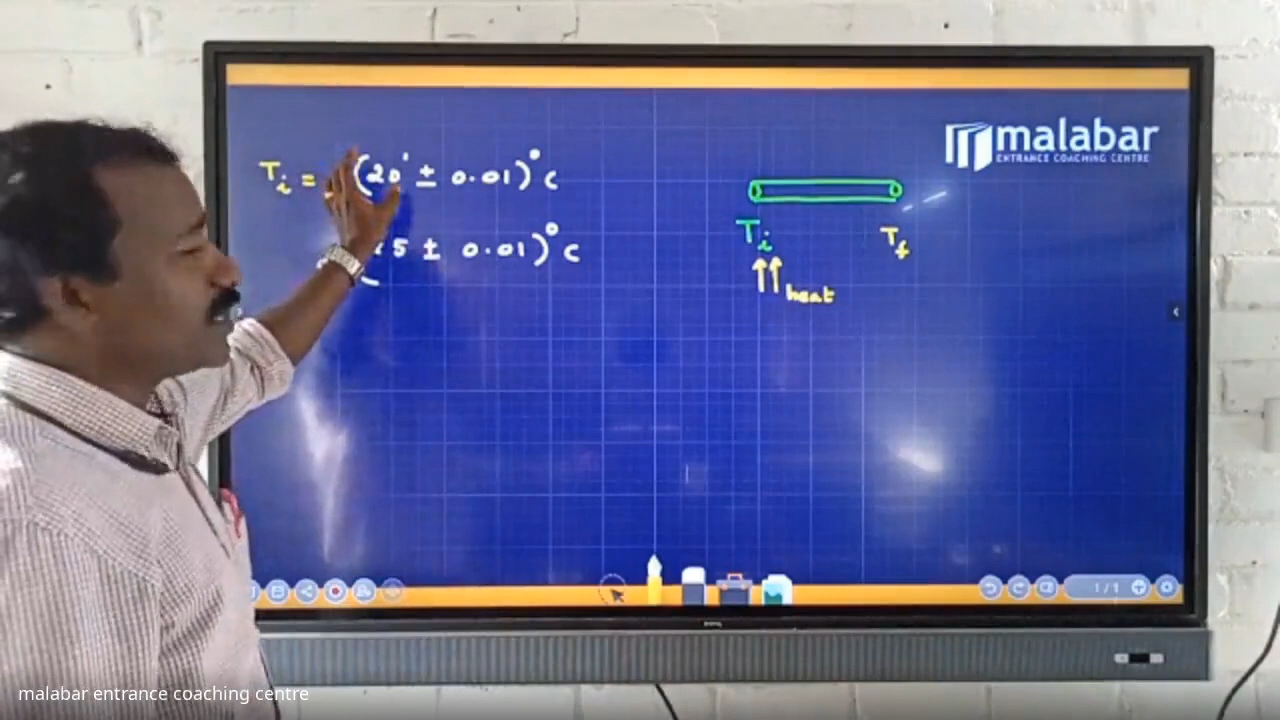 malabar
ENTRANCE COACHING CENTRE
Tᵢ = (20 ± 0.01)° C
5 ± 0.01)° C
Tᵢ
T_f
heat
1 / 1
malabar entrance coaching centre